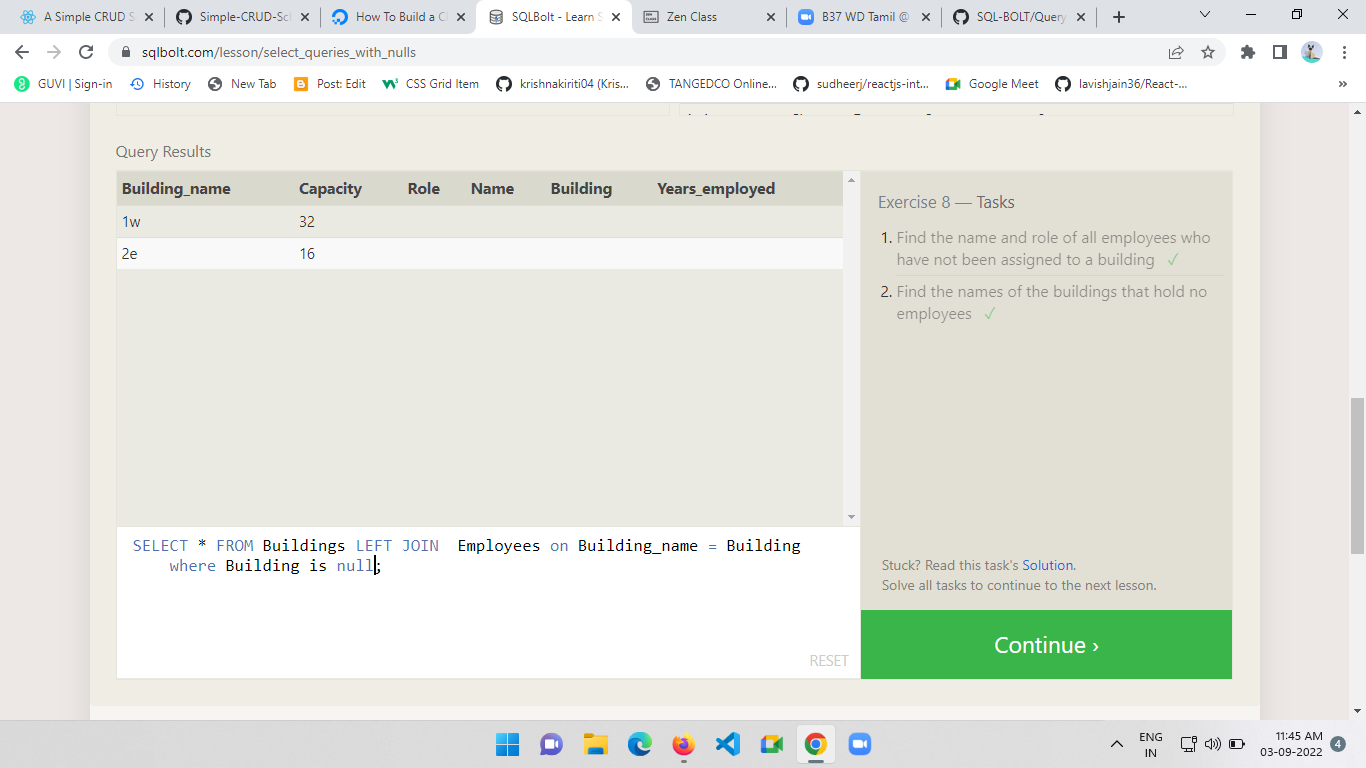 A Simple CRUD S
Simple-CRUD-Scl
How To Build a C
SQLBolt - Learn S
Zen Class
B37 WD Tamil @
SQL-BOLT/Query
sqlbolt.com/lesson/select_queries_with_nulls
GUVI | Sign-in
History
New Tab
Post: Edit
CSS Grid Item
krishnakiriti04 (Kris...
TANGEDCO Online...
sudheerj/reactjs-int...
Google Meet
lavishjain36/React-...
»
Query Results
Building_name Capacity Role Name Building Years_employed
1w 32
2e 16
Exercise 8 — Tasks
1. Find the name and role of all employees who
have not been assigned to a building ✓
2. Find the names of the buildings that hold no
employees ✓
SELECT * FROM Buildings LEFT JOIN  Employees on Building_name = Building
where Building is null;
RESET
Stuck? Read this task's Solution.
Solve all tasks to continue to the next lesson.
Continue ›
ENG
IN
11:45 AM
03-09-2022
4